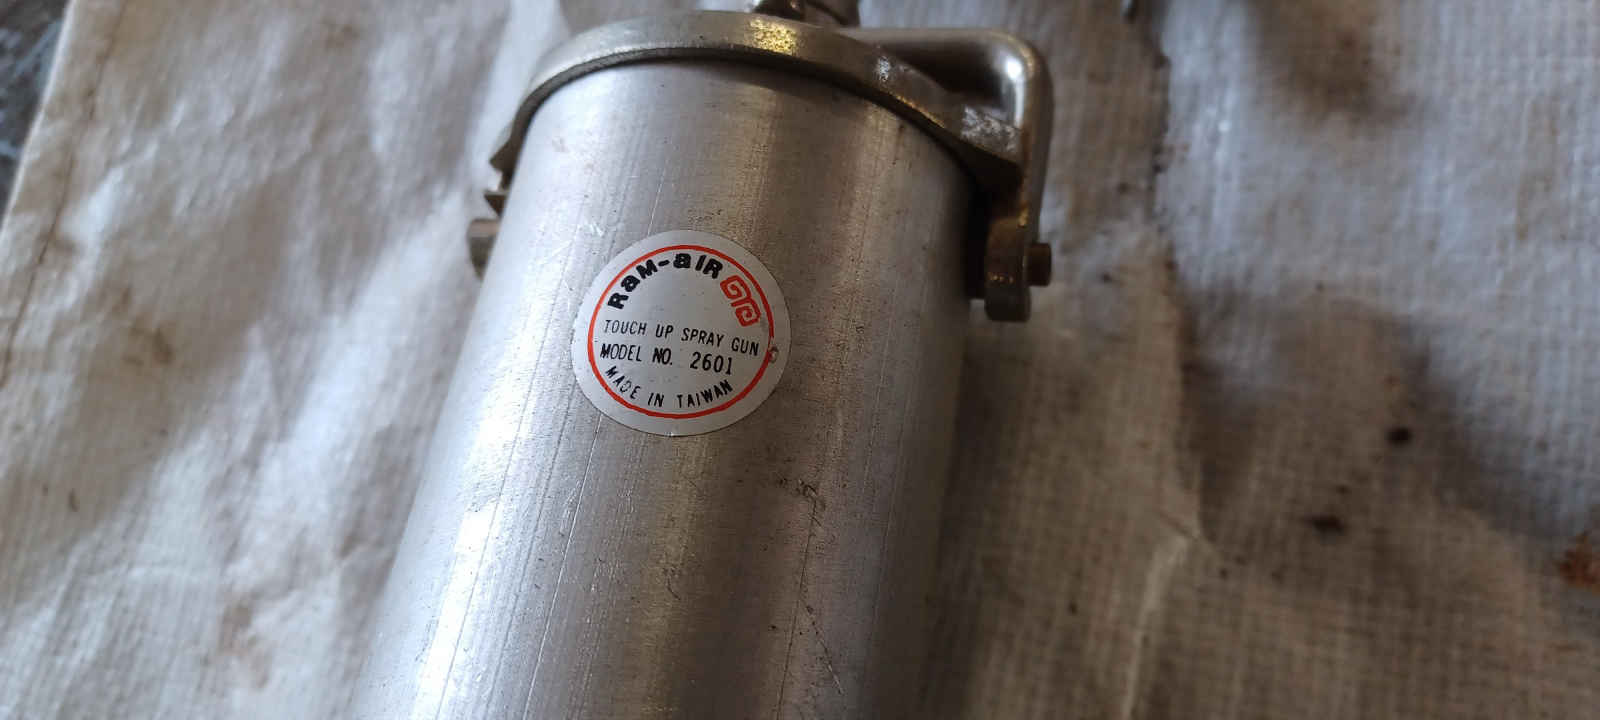 RaM-aIR
TOUCH UP SPRAY GUN
MODEL NO. 2601
MADE IN TAIWAN